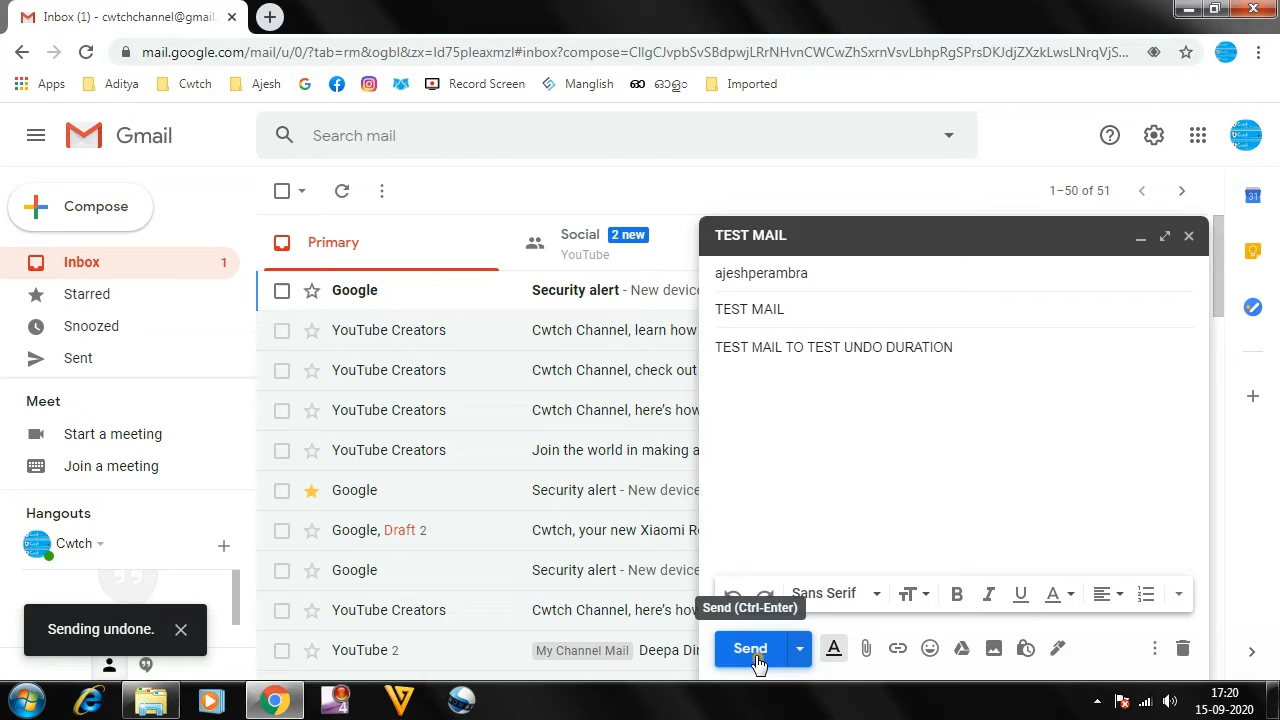 Inbox (1) - cwtchchannel@gmail.
mail.google.com/mail/u/0/?tab=rm&ogbl&zx=ld75pleaxmzl#inbox?compose=CllgCJvpbSvSBdpwjLRrNHvnCWCwZhSxrnVsvLbhpRgSPrsDKJdjZXzkLwsLNrqVjS...
Apps Aditya Cwtch Ajesh Record Screen Manglish ഓളം Imported
Gmail
Search mail
Compose
1–50 of 51
Inbox 1
Starred
Snoozed
Sent
Meet
Start a meeting
Join a meeting
Hangouts
Cwtch
Sending undone.
Primary
Social 2 new
YouTube
Google Security alert - New device
YouTube Creators Cwtch Channel, learn how
YouTube Creators Cwtch Channel, check out
YouTube Creators Cwtch Channel, here's how
YouTube Creators Join the world in making a
Google Security alert - New device
Google, Draft 2 Cwtch, your new Xiaomi Re
Google Security alert - New device
YouTube Creators Cwtch Channel, here's how
YouTube 2 My Channel Mail Deepa Din
TEST MAIL
ajeshperambra
TEST MAIL
TEST MAIL TO TEST UNDO DURATION
Sans Serif
Send (Ctrl-Enter)
Send
17:20
15-09-2020